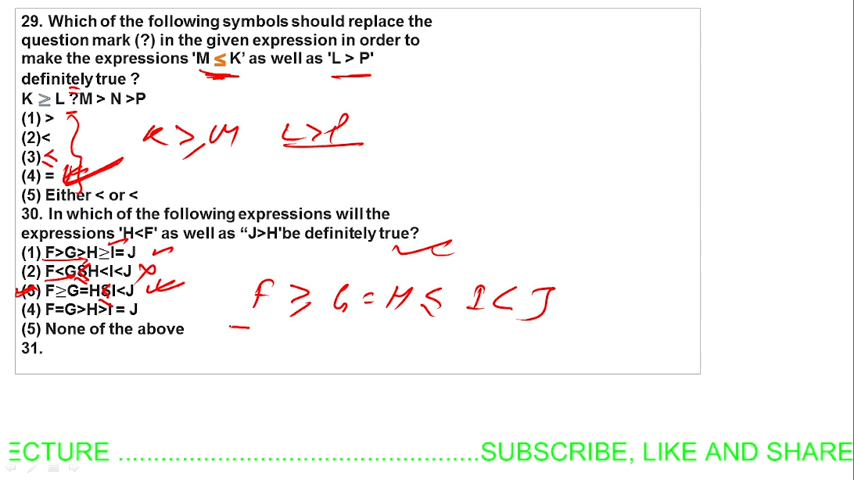 29. Which of the following symbols should replace the
question mark (?) in the given expression in order to
make the expressions 'M ≤ K' as well as 'L > P'
definitely true ?
K ≥ L ?M > N >P
(1) >
(2)<
(3) ≤
(4) =
(5) Either < or <
K ≥ M L>P
30. In which of the following expressions will the
expressions 'H<F' as well as “J>H'be definitely true?
(1) F>G>H≥I= J
(2) F<G≤H<I<J
(3) F≥G=H≤I<J
(4) F=G>H>I = J
(5) None of the above
F ≥ G = H ≤ I < J
31.
ECTURE ................................................SUBSCRIBE, LIKE AND SHARE